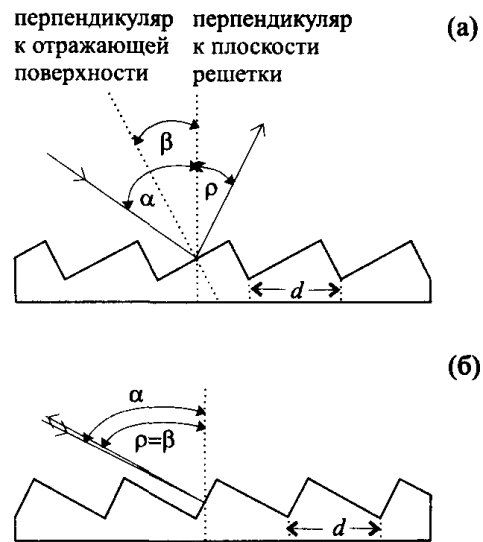 перпендикуляр
к отражающей
поверхности
перпендикуляр
к плоскости
решетки
(а)
β
α
ρ
d
(б)
α
ρ=β
d